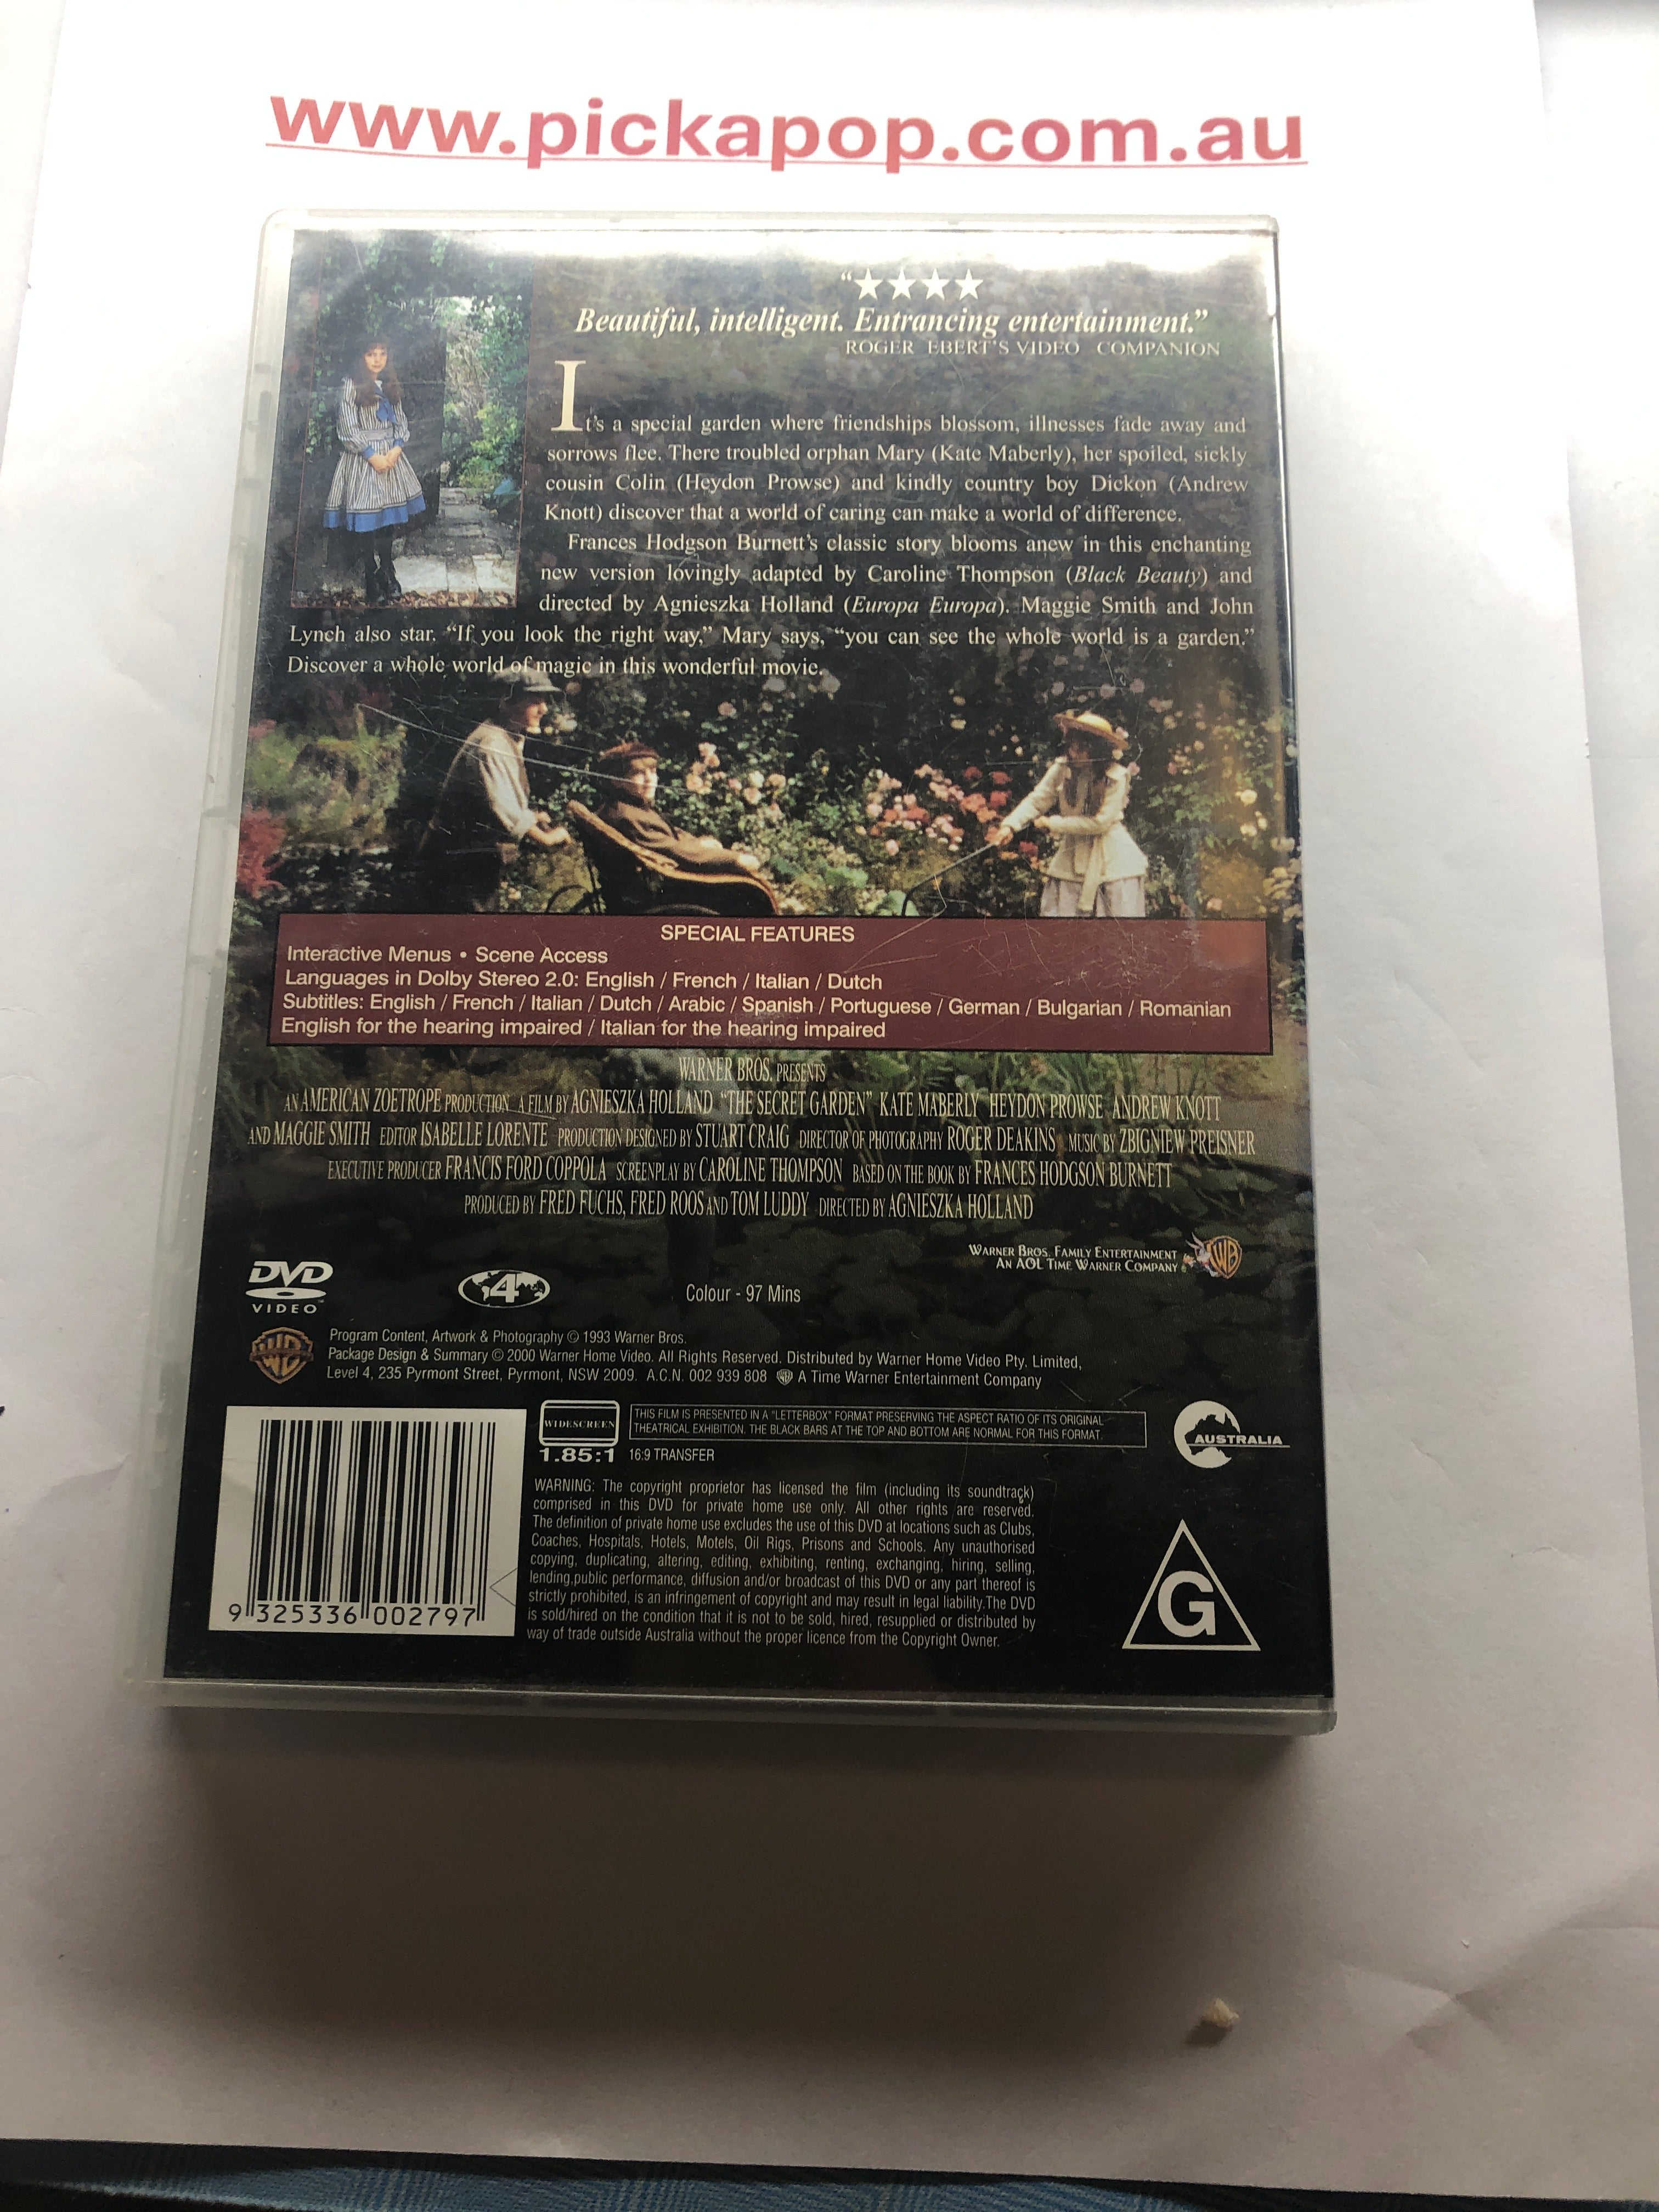 www.pickapop.com.au
"★★★★
Beautiful, intelligent. Entrancing entertainment."
ROGER EBERT'S VIDEO COMPANION
It's a special garden where friendships blossom, illnesses fade away and
sorrows flee. There troubled orphan Mary (Kate Maberly), her spoiled, sickly
cousin Colin (Heydon Prowse) and kindly country boy Dickon (Andrew
Knott) discover that a world of caring can make a world of difference.
Frances Hodgson Burnett's classic story blooms anew in this enchanting
new version lovingly adapted by Caroline Thompson (Black Beauty) and
directed by Agnieszka Holland (Europa Europa). Maggie Smith and John
Lynch also star. "If you look the right way," Mary says, "you can see the whole world is a garden."
Discover a whole world of magic in this wonderful movie.
SPECIAL FEATURES
Interactive Menus • Scene Access
Languages in Dolby Stereo 2.0: English / French / Italian / Dutch
Subtitles: English / French / Italian / Dutch / Arabic / Spanish / Portuguese / German / Bulgarian / Romanian
English for the hearing impaired / Italian for the hearing impaired
WARNER BROS. PRESENTS
AN AMERICAN ZOETROPE PRODUCTION A FILM BY AGNIESZKA HOLLAND "THE SECRET GARDEN" KATE MABERLY HEYDON PROWSE ANDREW KNOTT
AND MAGGIE SMITH EDITOR ISABELLE LORENTE PRODUCTION DESIGNED BY STUART CRAIG DIRECTOR OF PHOTOGRAPHY ROGER DEAKINS MUSIC BY ZBIGNIEW PREISNER
EXECUTIVE PRODUCER FRANCIS FORD COPPOLA SCREENPLAY BY CAROLINE THOMPSON BASED ON THE BOOK BY FRANCES HODGSON BURNETT
PRODUCED BY FRED FUCHS, FRED ROOS AND TOM LUDDY DIRECTED BY AGNIESZKA HOLLAND
WARNER BROS. FAMILY ENTERTAINMENT
AN AOL TIME WARNER COMPANY
WB
DVD
VIDEO
4
Colour - 97 Mins
WB
Program Content, Artwork & Photography © 1993 Warner Bros.
Package Design & Summary © 2000 Warner Home Video. All Rights Reserved. Distributed by Warner Home Video Pty. Limited,
Level 4, 235 Pyrmont Street, Pyrmont, NSW 2009. A.C.N. 002 939 808 A Time Warner Entertainment Company
WIDESCREEN
1.85:1
THIS FILM IS PRESENTED IN A "LETTERBOX" FORMAT PRESERVING THE ASPECT RATIO OF ITS ORIGINAL
THEATRICAL EXHIBITION. THE BLACK BARS AT THE TOP AND BOTTOM ARE NORMAL FOR THIS FORMAT.
16:9 TRANSFER
AUSTRALIA
WARNING: The copyright proprietor has licensed the film (including its soundtrack)
comprised in this DVD for private home use only. All other rights are reserved.
The definition of private home use excludes the use of this DVD at locations such as Clubs,
Coaches, Hospitals, Hotels, Motels, Oil Rigs, Prisons and Schools. Any unauthorised
copying, duplicating, altering, editing, exhibiting, renting, exchanging, hiring, selling,
lending,public performance, diffusion and/or broadcast of this DVD or any part thereof is
strictly prohibited, is an infringement of copyright and may result in legal liability.The DVD
is sold/hired on the condition that it is not to be sold, hired, resupplied or distributed by
way of trade outside Australia without the proper licence from the Copyright Owner.
9 325336 002797
G